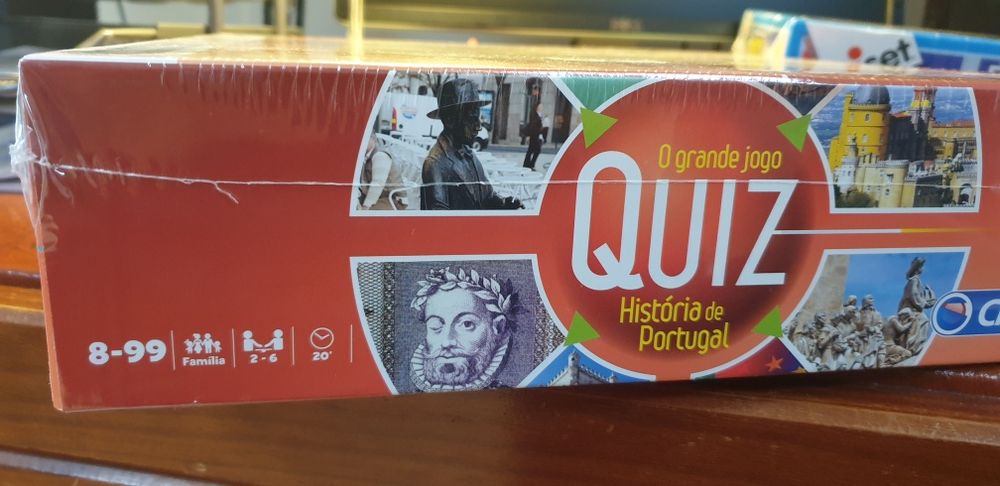 O grande jogo
QUIZ
História de
Portugal
8-99
Família
2-6
20'